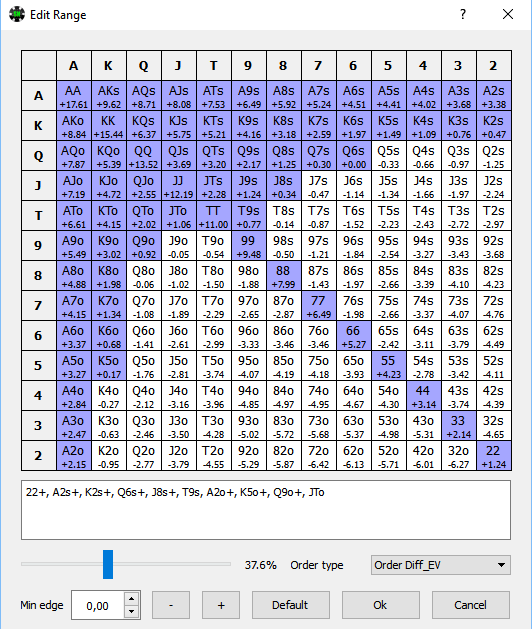 Edit Range
?
A K Q J T 9 8 7 6 5 4 3 2
A AA AKs AQs AJs ATs A9s A8s A7s A6s A5s A4s A3s A2s
+17.61 +9.62 +8.71 +8.08 +7.53 +6.49 +5.92 +5.24 +4.51 +4.41 +4.02 +3.68 +3.38
K AKo KK KQs KJs KTs K9s K8s K7s K6s K5s K4s K3s K2s
+8.84 +15.44 +6.37 +5.75 +5.21 +4.16 +3.18 +2.59 +1.97 +1.49 +1.09 +0.76 +0.47
Q AQo KQo QQ QJs QTs Q9s Q8s Q7s Q6s Q5s Q4s Q3s Q2s
+7.87 +5.39 +13.52 +3.69 +3.20 +2.17 +1.25 +0.30 +0.00 -0.33 -0.66 -0.97 -1.25
J AJo KJo QJo JJ JTs J9s J8s J7s J6s J5s J4s J3s J2s
+7.19 +4.72 +2.55 +12.19 +2.28 +1.24 +0.34 -0.47 -1.14 -1.34 -1.66 -1.97 -2.24
T ATo KTo QTo JTo TT T9s T8s T7s T6s T5s T4s T3s T2s
+6.61 +4.15 +2.02 +1.06 +11.00 +0.77 -0.14 -0.87 -1.52 -2.23 -2.43 -2.72 -2.97
9 A9o K9o Q9o J9o T9o 99 98s 97s 96s 95s 94s 93s 92s
+5.49 +3.02 +0.92 -0.05 -0.54 +9.48 -0.50 -1.21 -1.84 -2.54 -3.27 -3.43 -3.68
8 A8o K8o Q8o J8o T8o 98o 88 87s 86s 85s 84s 83s 82s
+4.88 +1.98 -0.06 -1.02 -1.50 -1.88 +7.99 -1.43 -1.97 -2.66 -3.39 -4.10 -4.23
7 A7o K7o Q7o J7o T7o 97o 87o 77 76s 75s 74s 73s 72s
+4.15 +1.34 -1.08 -1.89 -2.29 -2.65 -2.87 +6.49 -1.98 -2.66 -3.37 -4.07 -4.76
6 A6o K6o Q6o J6o T6o 96o 86o 76o 66 65s 64s 63s 62s
+3.37 +0.68 -1.41 -2.61 -2.99 -3.33 -3.46 -3.46 +5.27 -2.42 -3.11 -3.79 -4.49
5 A5o K5o Q5o J5o T5o 95o 85o 75o 65o 55 54s 53s 52s
+3.27 +0.17 -1.76 -2.81 -3.74 -4.07 -4.19 -4.18 -3.93 +4.23 -2.78 -3.42 -4.11
4 A4o K4o Q4o J4o T4o 94o 84o 74o 64o 54o 44 43s 42s
+2.84 -0.27 -2.12 -3.16 -3.96 -4.85 -4.97 -4.95 -4.67 -4.30 +3.14 -3.74 -4.39
3 A3o K3o Q3o J3o T3o 93o 83o 73o 63o 53o 43o 33 32s
+2.47 -0.63 -2.46 -3.50 -4.28 -5.02 -5.72 -5.68 -5.37 -4.98 -5.31 +2.14 -4.65
2 A2o K2o Q2o J2o T2o 92o 82o 72o 62o 52o 42o 32o 22
+2.15 -0.95 -2.77 -3.79 -4.55 -5.29 -5.87 -6.42 -6.13 -5.71 -6.01 -6.27 +1.24
22+, A2s+, K2s+, Q6s+, J8s+, T9s, A2o+, K5o+, Q9o+, JTo
37.6% Order type Order Diff_EV
Min edge 0,00 - + Default Ok Cancel